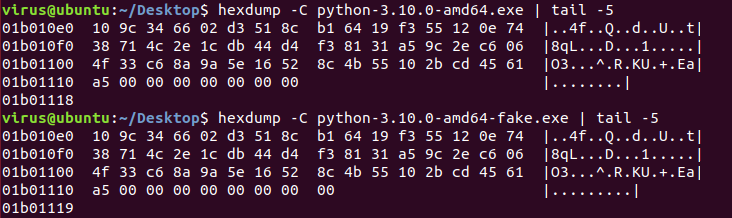 virus@ubuntu:~/Desktop$ hexdump -C python-3.10.0-amd64.exe | tail -5
01b010e0  10 9c 34 66 02 d3 51 8c  b1 64 19 f3 55 12 0e 74  |..4f..Q..d..U..t|
01b010f0  38 71 4c 2e 1c db 44 d4  f3 81 31 a5 9c 2e c6 06  |8qL...D...1.....|
01b01100  4f 33 c6 8a 9a 5e 16 52  8c 4b 55 10 2b cd 45 61  |O3...^.R.KU.+.Ea|
01b01110  a5 00 00 00 00 00 00 00                           |........|
01b01118
virus@ubuntu:~/Desktop$ hexdump -C python-3.10.0-amd64-fake.exe | tail -5
01b010e0  10 9c 34 66 02 d3 51 8c  b1 64 19 f3 55 12 0e 74  |..4f..Q..d..U..t|
01b010f0  38 71 4c 2e 1c db 44 d4  f3 81 31 a5 9c 2e c6 06  |8qL...D...1.....|
01b01100  4f 33 c6 8a 9a 5e 16 52  8c 4b 55 10 2b cd 45 61  |O3...^.R.KU.+.Ea|
01b01110  a5 00 00 00 00 00 00 00  00                       |.........|
01b01119